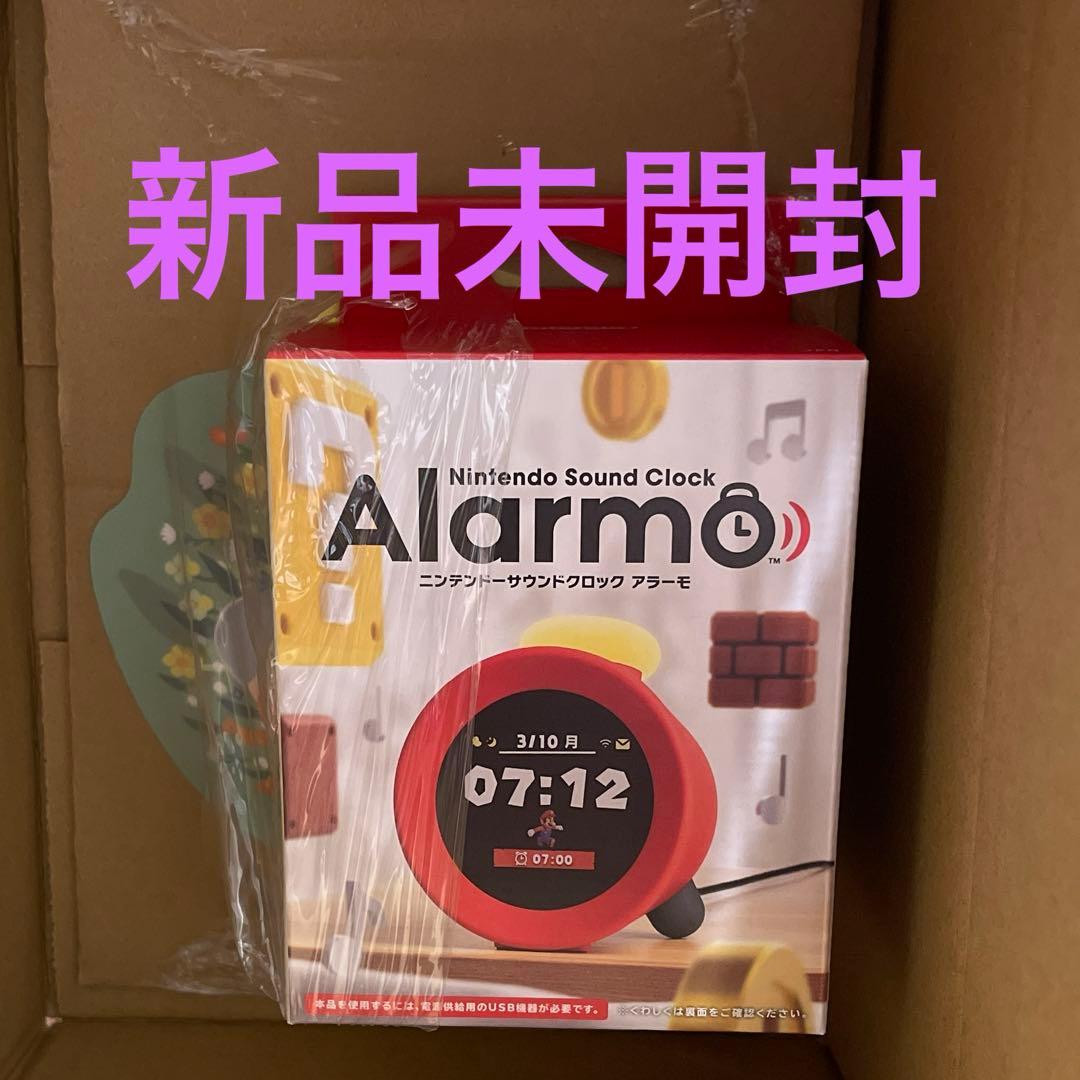 新品未開封
Nintendo Sound Clock
Alarmo
TM
ニンテンドーサウンドクロック アラーモ
3/10 月
07:12
07:00
本品を使用するには、電源供給用のUSB機器が必要です。
※くわしくは裏面をご確認ください。